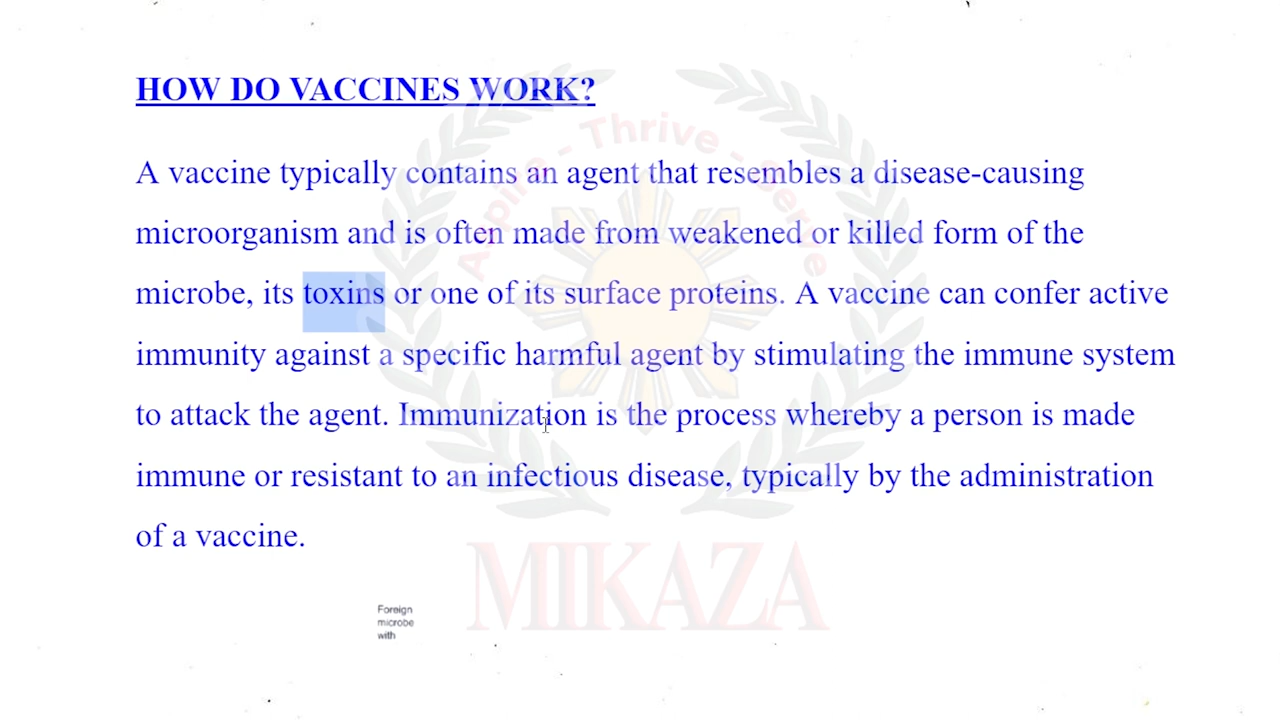 HOW DO VACCINES WORK?
Aspire - Thrive - Serve
A vaccine typically contains an agent that resembles a disease-causing
microorganism and is often made from weakened or killed form of the
microbe, its toxins or one of its surface proteins. A vaccine can confer active
immunity against a specific harmful agent by stimulating the immune system
to attack the agent. Immunization is the process whereby a person is made
immune or resistant to an infectious disease, typically by the administration
of a vaccine.
MIKAZA
Foreign
microbe
with